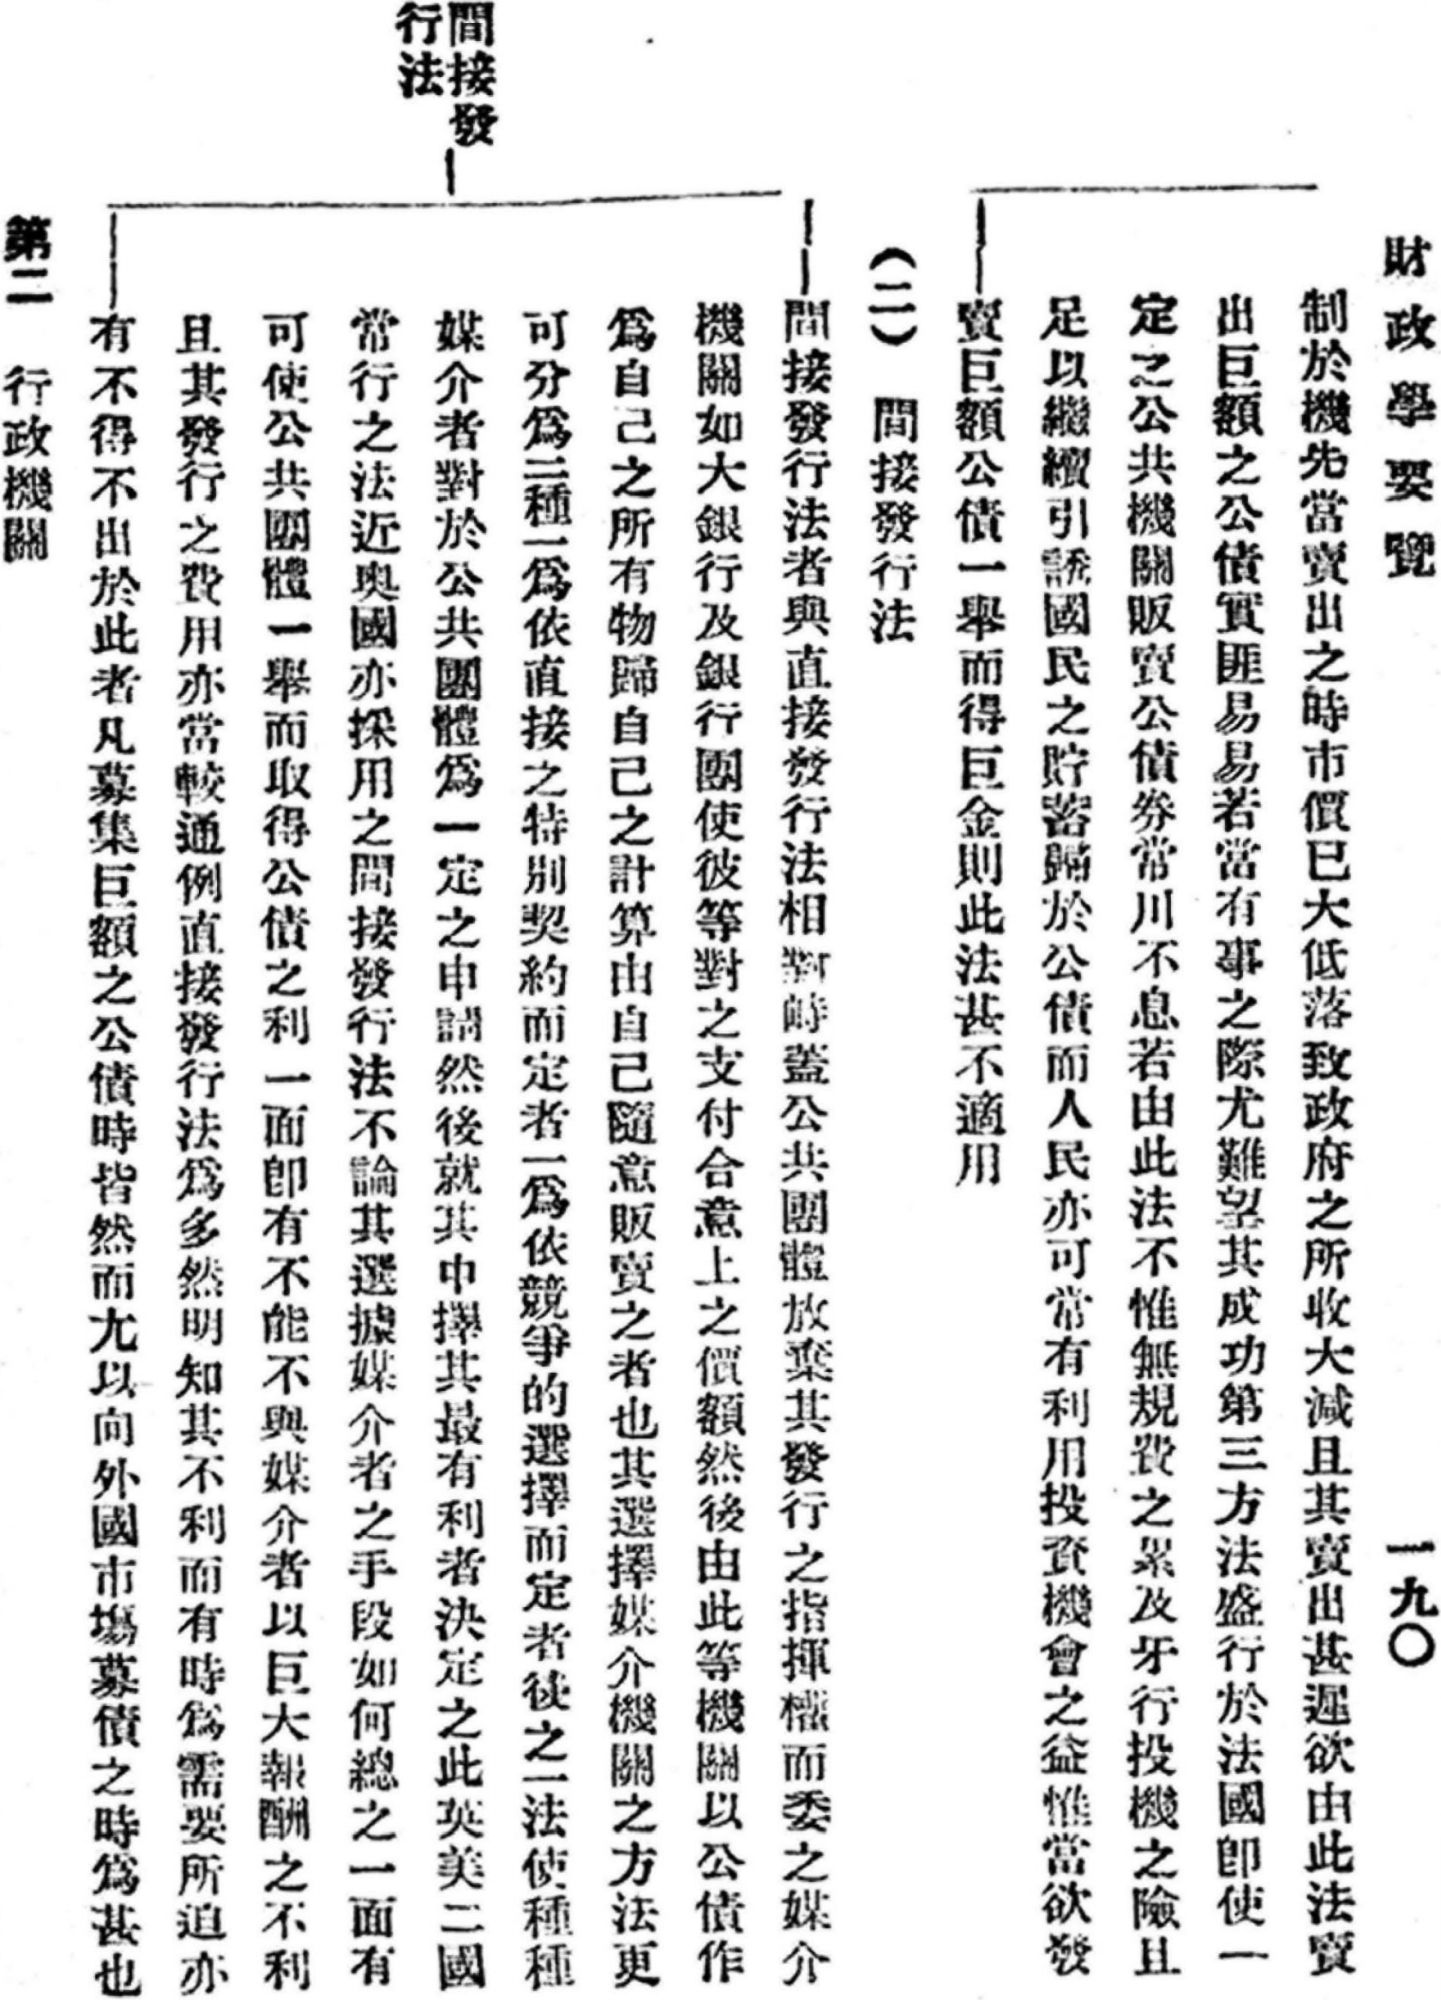 財政學要覽
一九〇
制於機先當賣出之時市價已大低落致政府之所收大減且其賣出甚遲欲由此法賣
出巨額之公債實匪易易若當有事之際尤難望其成功第三方法盛行於法國卽使一
定之公共機關販賣公債券常川不息若由此法不惟無規費之累及牙行投機之險且
足以繼續引誘國民之貯蓄歸於公債而人民亦可常有利用投資機會之益惟當欲發
賣巨額公債一舉而得巨金則此法甚不適用
(二) 間接發行法
間接發行法者與直接發行法相對峙蓋公共團體放棄其發行之指揮權而委之媒介
機關如大銀行及銀行團使彼等對之支付合意上之價額然後由此等機關以公債作
爲自己之所有物歸自己之計算由自己隨意販賣之者也其選擇媒介機關之方法更
可分爲二種一爲依直接之特別契約而定者一爲依競爭的選擇而定者後之一法使種種
媒介者對於公共團體爲一定之申請然後就其中擇其最有利者決定之此英美二國
常行之法近奧國亦採用之間接發行法不論其選據媒介者之手段如何總之一面有
可使公共團體一舉而取得公債之利一面卽有不能不與媒介者以巨大報酬之不利
且其發行之費用亦當較通例直接發行法爲多然明知其不利而有時爲需要所迫亦
有不得不出於此者凡募集巨額之公債時皆然而尤以向外國市場募債之時爲甚也
間接發
行法
第二 行政機關